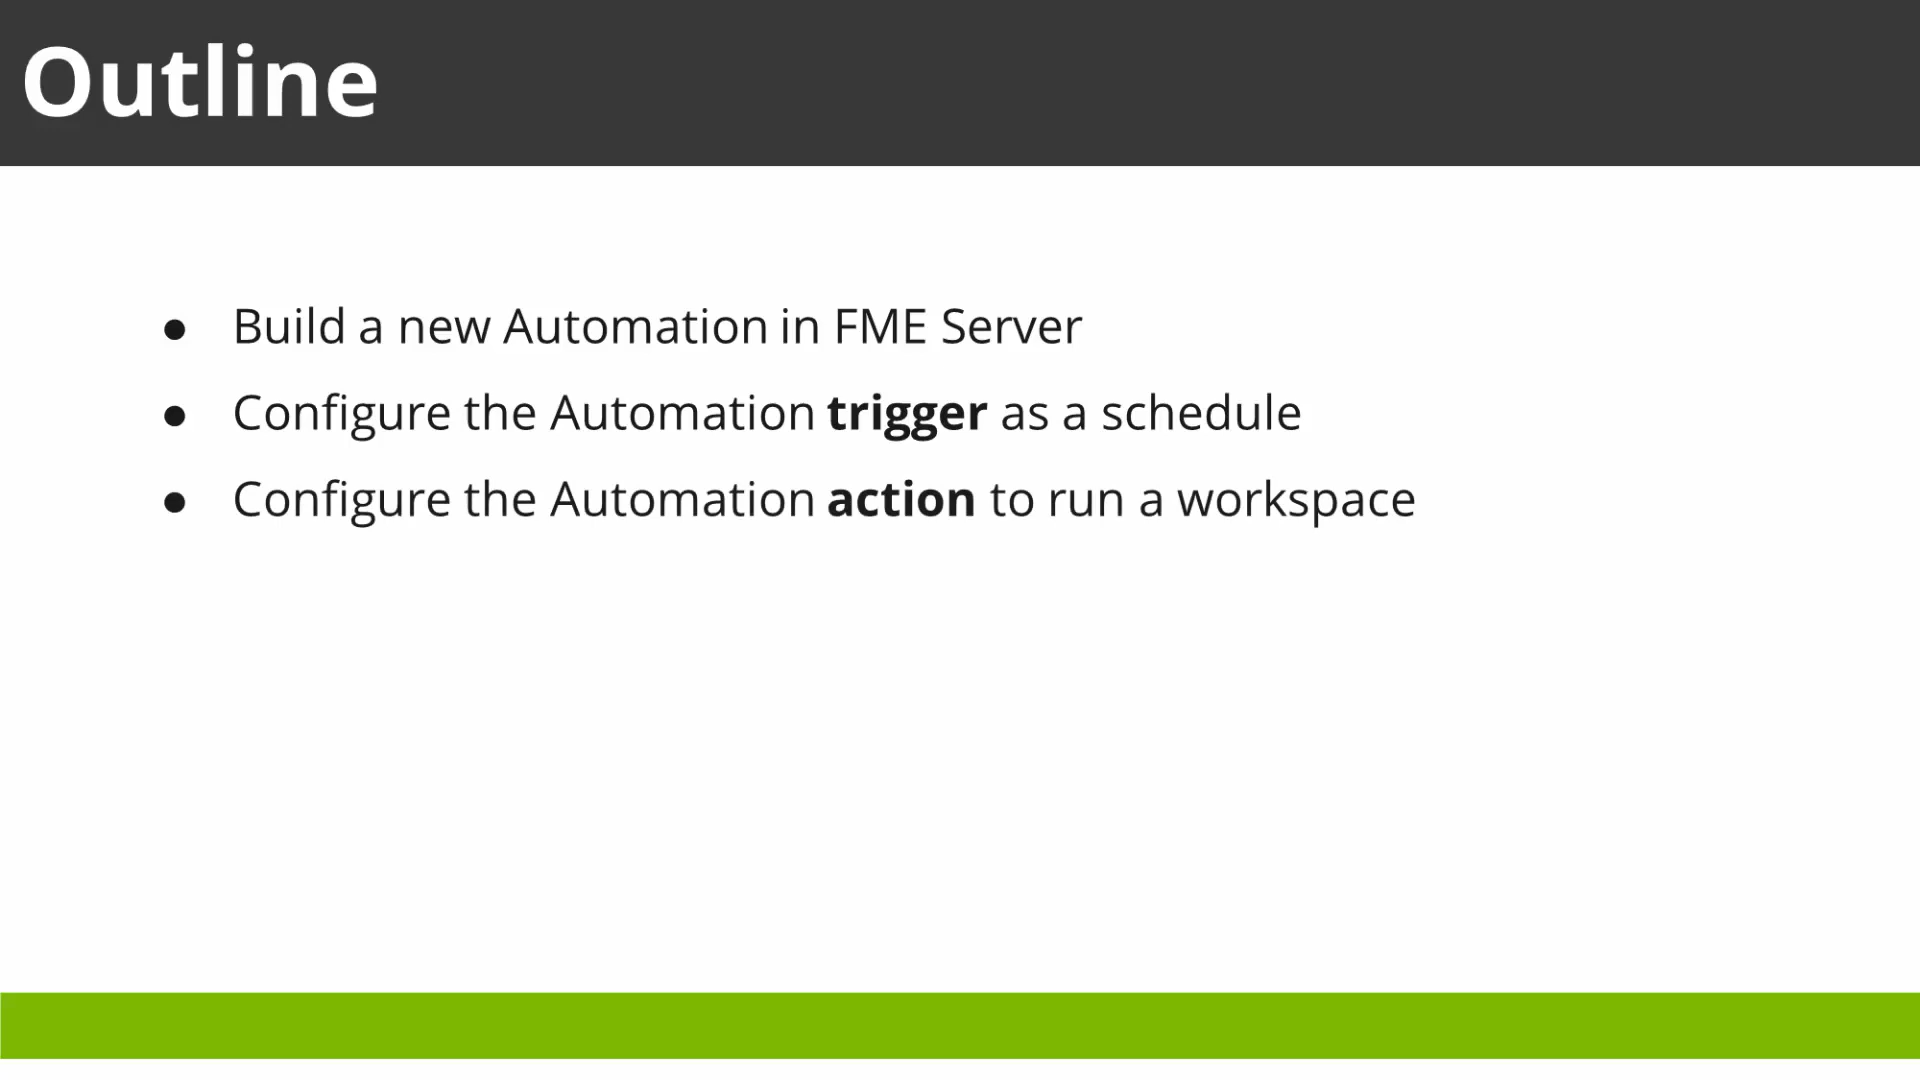 Outline
● Build a new Automation in FME Server
● Configure the Automation trigger as a schedule
● Configure the Automation action to run a workspace